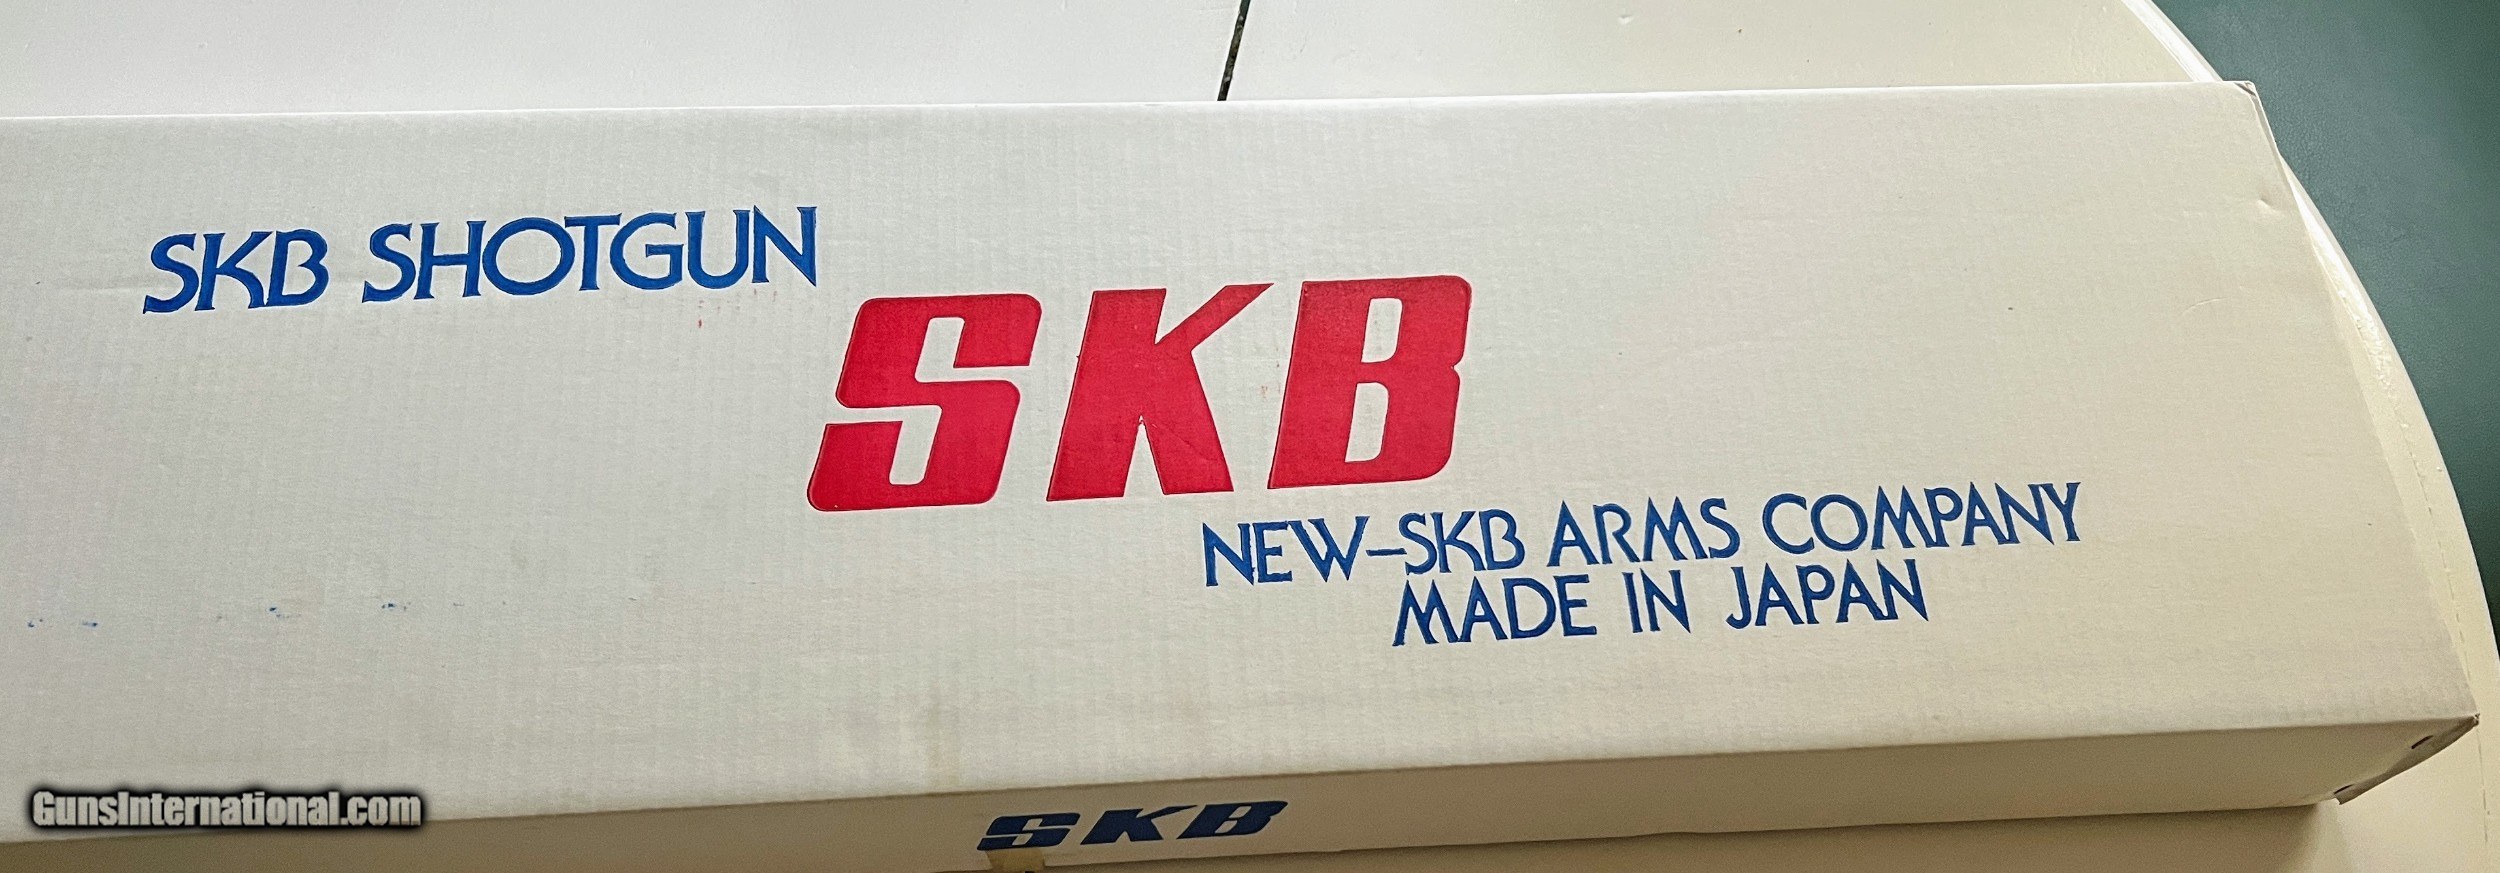 SKB SHOTGUN
SKB
NEW-SKB ARMS COMPANY
MADE IN JAPAN
SKB
GunsInternational.com